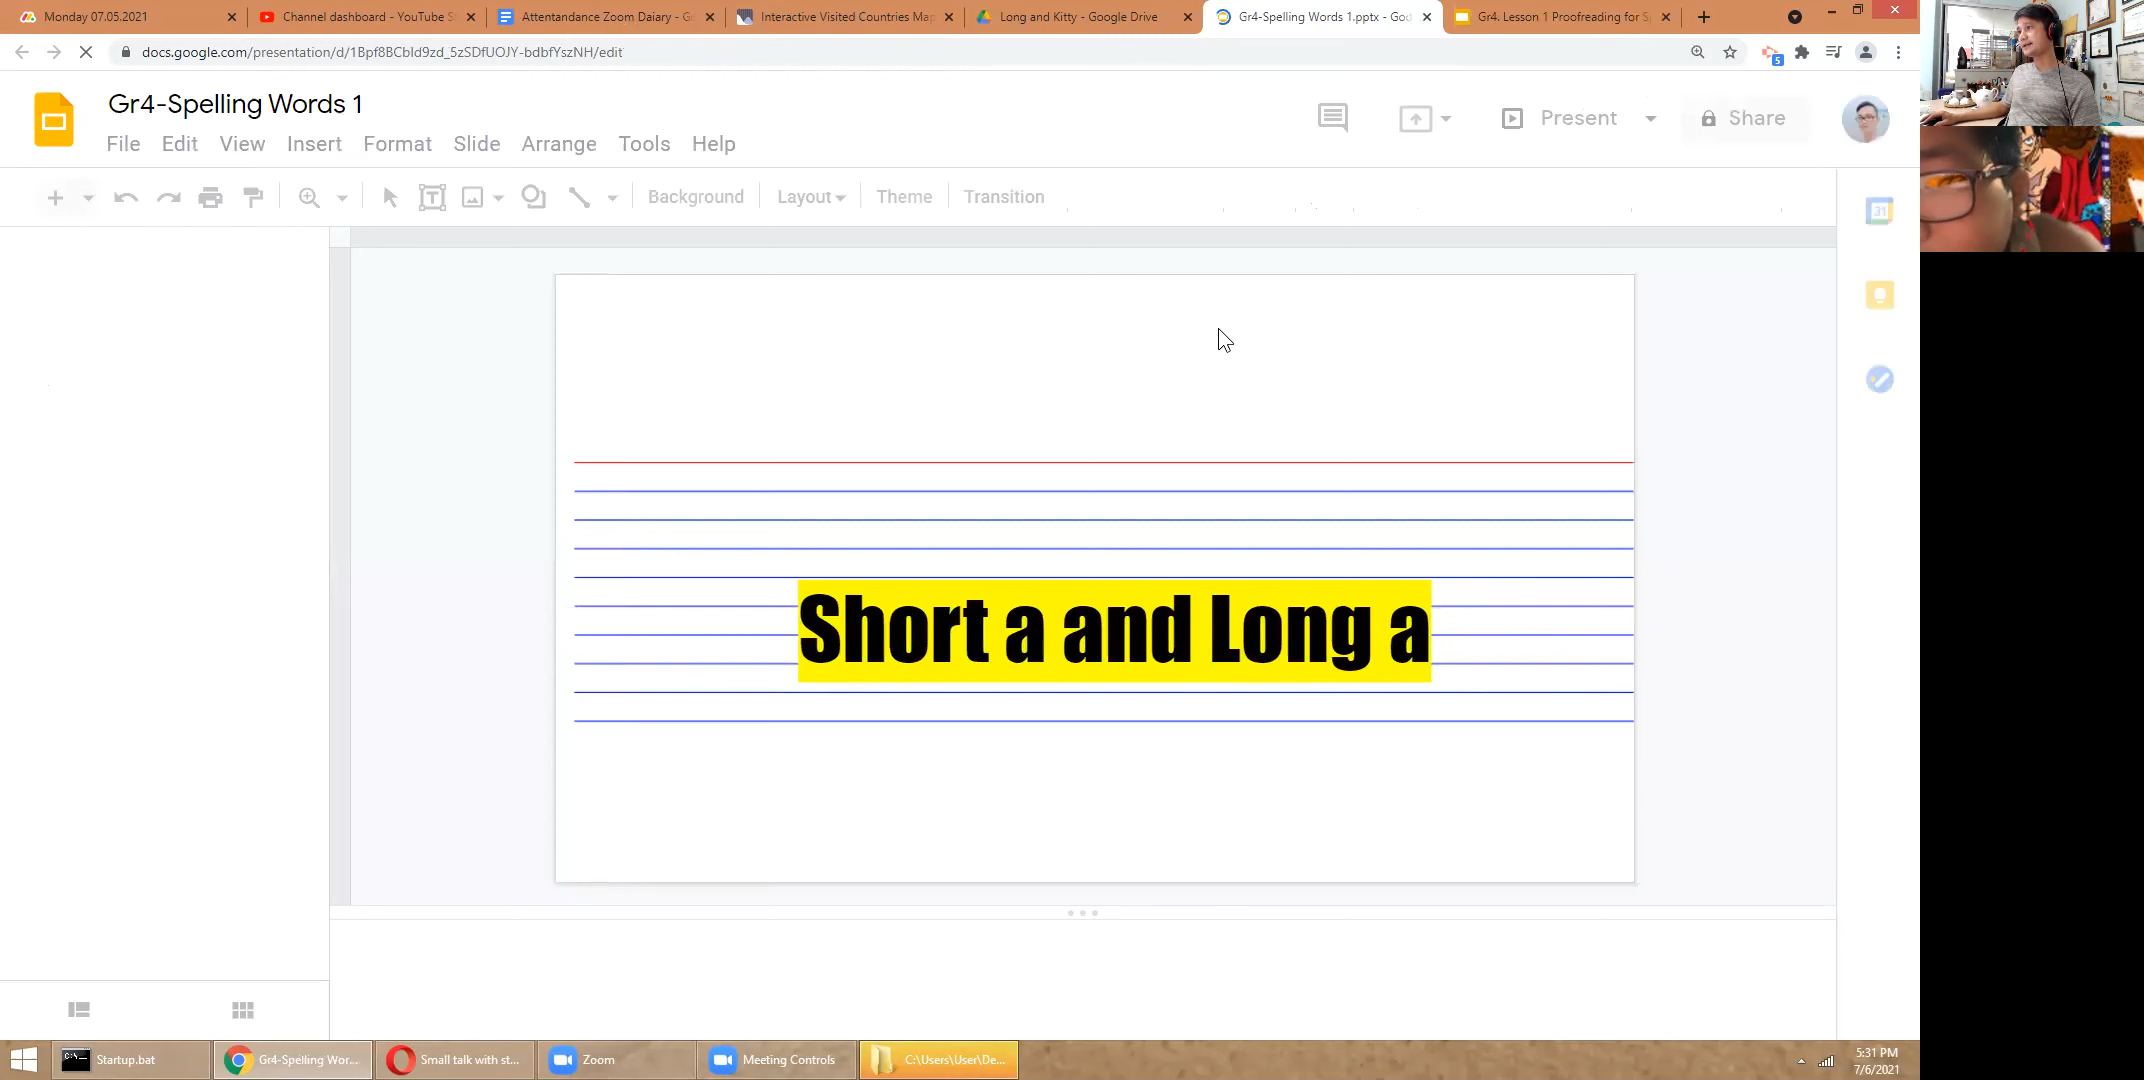 Monday 07.05.2021
Channel dashboard - YouTube S
Attentandance Zoom Daiary - G
Interactive Visited Countries Map
Long and Kitty - Google Drive
Gr4-Spelling Words 1.pptx - Goo
Gr4. Lesson 1 Proofreading for S
docs.google.com/presentation/d/1Bpf8BCbId9zd_5zSDfUOJY-bdbfYszNH/edit
5
Gr4-Spelling Words 1
File Edit View Insert Format Slide Arrange Tools Help
Present
Share
Background Layout Theme Transition
31
Short a and Long a
Startup.bat
Gr4-Spelling Wor...
Small talk with st...
Zoom
Meeting Controls
C:\Users\User\De...
5:31 PM
7/6/2021